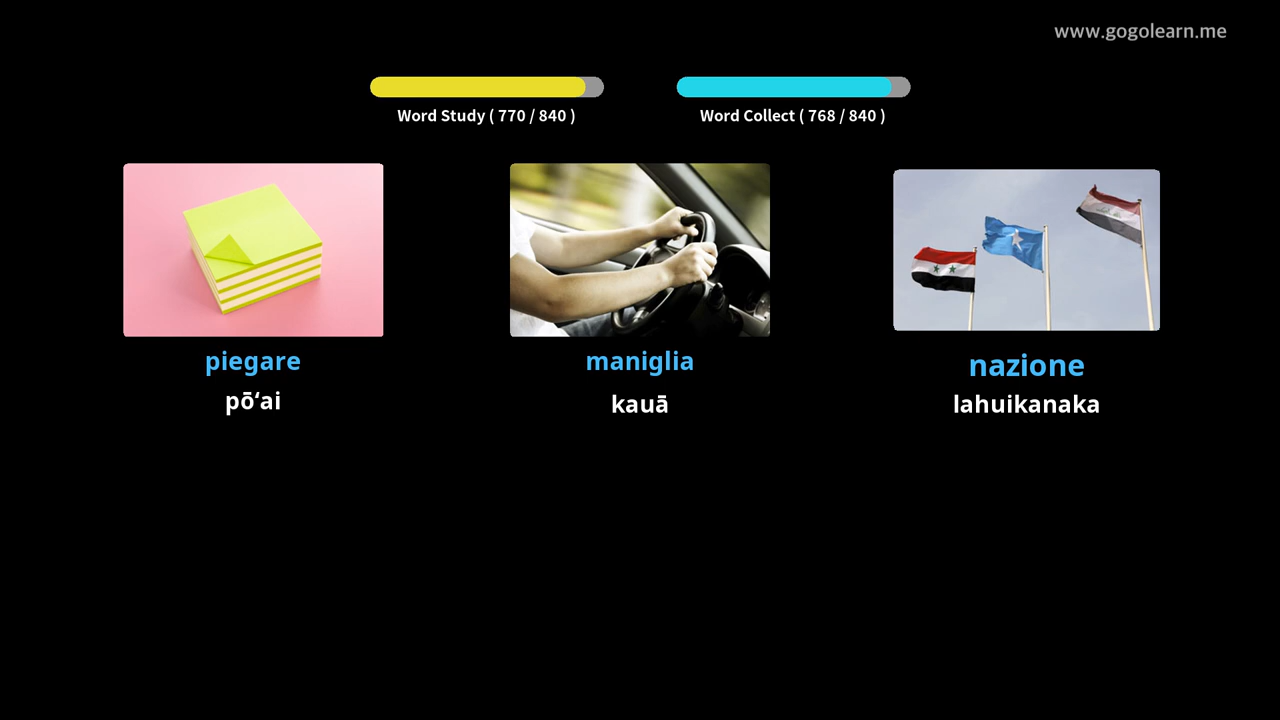 www.gogolearn.me
Word Study ( 770 / 840 )
Word Collect ( 768 / 840 )
piegare
pōʻai
maniglia
kauā
nazione
lahuikanaka